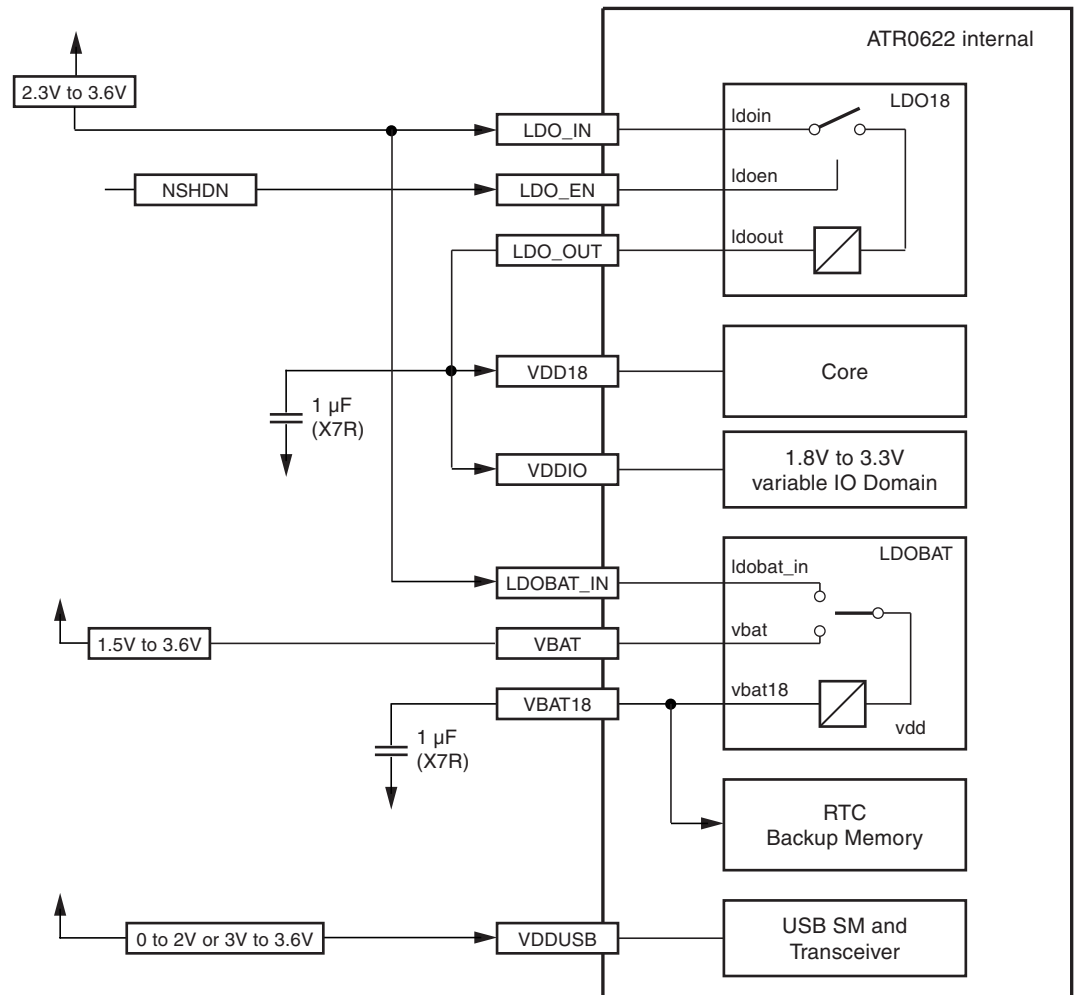 ATR0622 internal
2.3V to 3.6V
LDO18
LDO_IN
ldoin
NSHDN
LDO_EN
ldoen
LDO_OUT
ldoout
VDD18
Core
1 µF
(X7R)
VDDIO
1.8V to 3.3V
variable IO Domain
LDOBAT
LDOBAT_IN
ldobat_in
1.5V to 3.6V
VBAT
vbat
VBAT18
vbat18
vdd
1 µF
(X7R)
RTC
Backup Memory
0 to 2V or 3V to 3.6V
VDDUSB
USB SM and
Transceiver